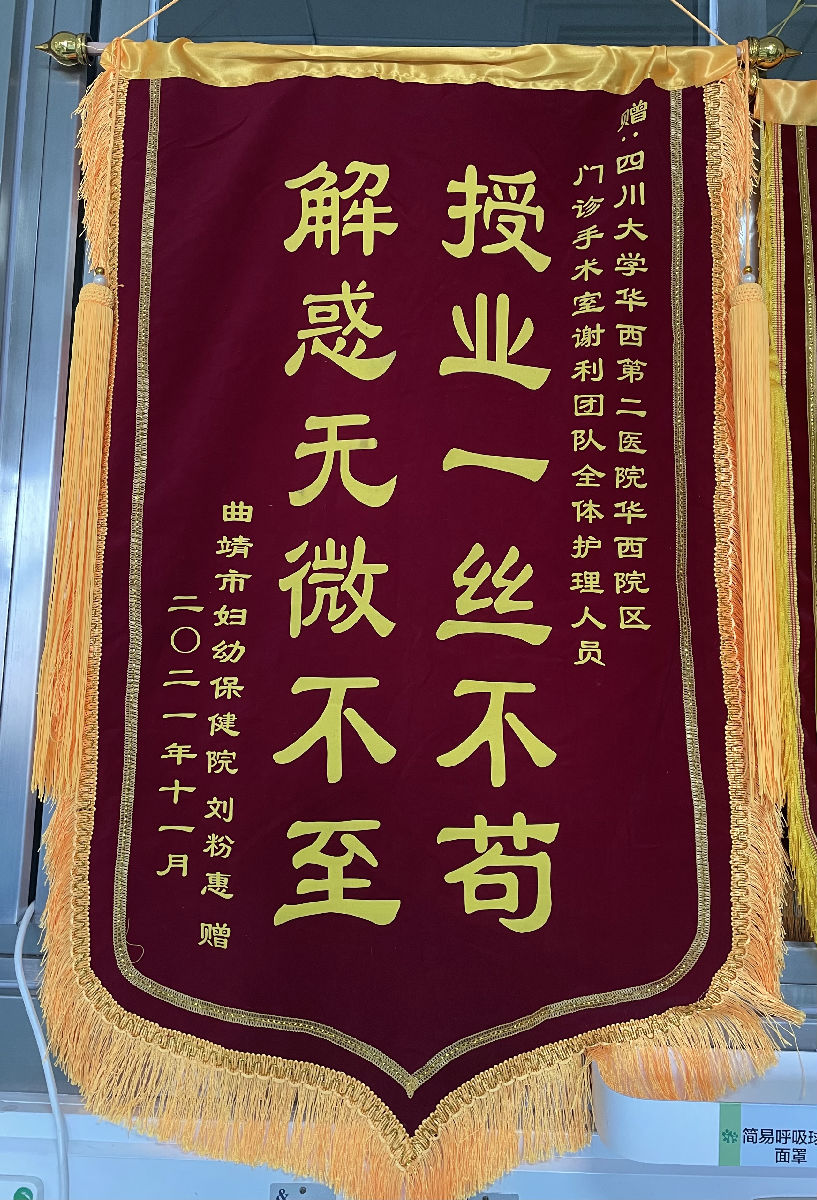 赠:四川大学华西第二医院华西院区
门诊手术室谢利团队全体护理人员
授业一丝不苟
解惑无微不至
曲靖市妇幼保健院 刘粉惠 赠
二〇二一年十一月
简易呼吸球
面罩